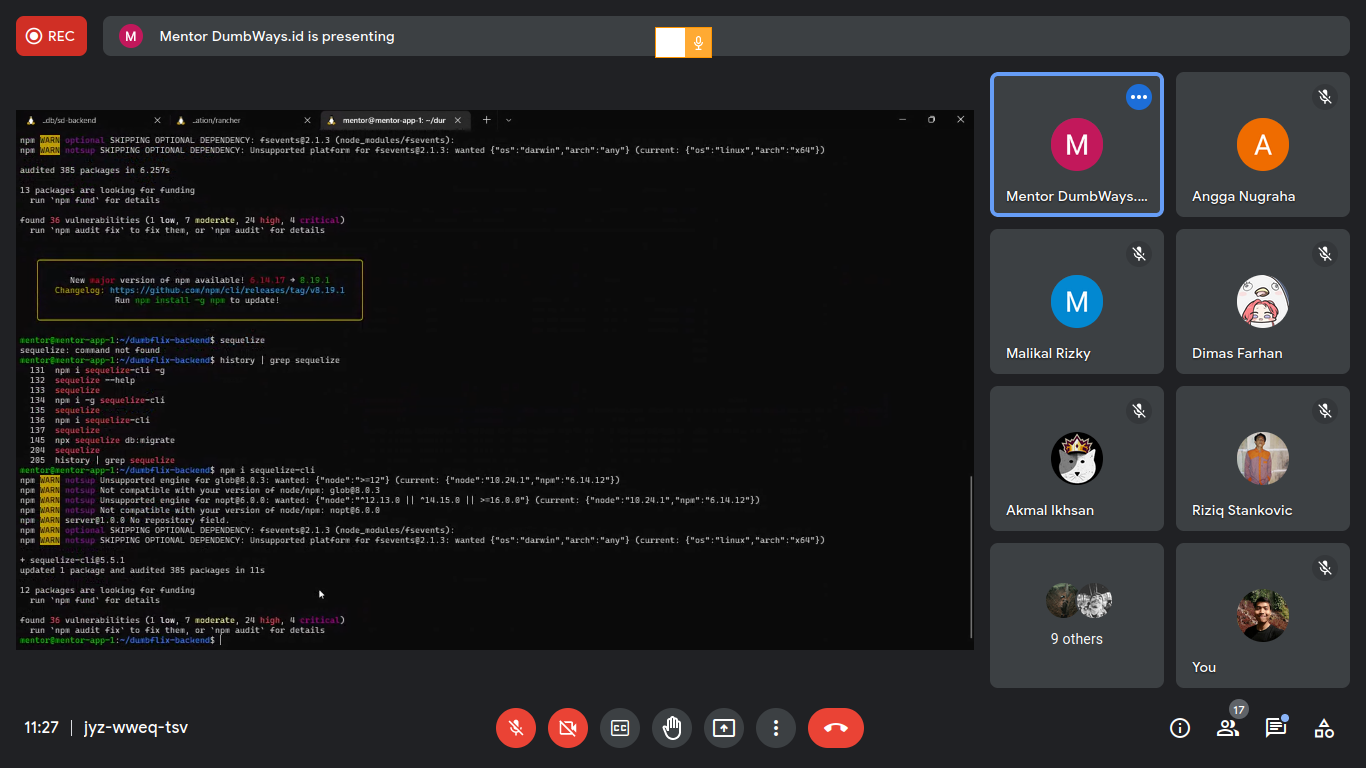 REC
M
Mentor DumbWays.id is presenting
..db/sd-backend
..ation/rancher
mentor@mentor-app-1: ~/dur
npm WARN optional SKIPPING OPTIONAL DEPENDENCY: fsevents@2.1.3 (node_modules/fsevents):
npm WARN notsup SKIPPING OPTIONAL DEPENDENCY: Unsupported platform for fsevents@2.1.3: wanted {"os":"darwin","arch":"any"} (current: {"os":"linux","arch":"x64"})
audited 385 packages in 6.257s
13 packages are looking for funding
run `npm fund` for details
found 36 vulnerabilities (1 low, 7 moderate, 24 high, 4 critical)
run `npm audit fix` to fix them, or `npm audit` for details
New major version of npm available! 6.14.17 → 8.19.1
Changelog: https://github.com/npm/cli/releases/tag/v8.19.1
Run npm install -g npm to update!
mentor@mentor-app-1:~/dumbflix-backend$ sequelize
sequelize: command not found
mentor@mentor-app-1:~/dumbflix-backend$ history | grep sequelize
131 npm i sequelize-cli -g
132 sequelize --help
133 sequelize
134 npm i -g sequelize-cli
135 sequelize
136 npm i sequelize-cli
137 sequelize
145 npx sequelize db:migrate
204 sequelize
205 history | grep sequelize
mentor@mentor-app-1:~/dumbflix-backend$ npm i sequelize-cli
npm WARN notsup Unsupported engine for glob@8.0.3: wanted: {"node":">=12"} (current: {"node":"10.24.1","npm":"6.14.12"})
npm WARN notsup Not compatible with your version of node/npm: glob@8.0.3
npm WARN notsup Unsupported engine for nopt@6.0.0: wanted: {"node":"^12.13.0 || ^14.15.0 || >=16.0.0"} (current: {"node":"10.24.1","npm":"6.14.12"})
npm WARN notsup Not compatible with your version of node/npm: nopt@6.0.0
npm WARN server@1.0.0 No repository field.
npm WARN optional SKIPPING OPTIONAL DEPENDENCY: fsevents@2.1.3 (node_modules/fsevents):
npm WARN notsup SKIPPING OPTIONAL DEPENDENCY: Unsupported platform for fsevents@2.1.3: wanted {"os":"darwin","arch":"any"} (current: {"os":"linux","arch":"x64"})
+ sequelize-cli@5.5.1
updated 1 package and audited 385 packages in 11s
12 packages are looking for funding
run `npm fund` for details
found 36 vulnerabilities (1 low, 7 moderate, 24 high, 4 critical)
run `npm audit fix` to fix them, or `npm audit` for details
mentor@mentor-app-1:~/dumbflix-backend$
M
Mentor DumbWays....
A
Angga Nugraha
M
Malikal Rizky
Dimas Farhan
Akmal Ikhsan
Riziq Stankovic
9 others
You
11:27 | jyz-wweq-tsv
CC
17